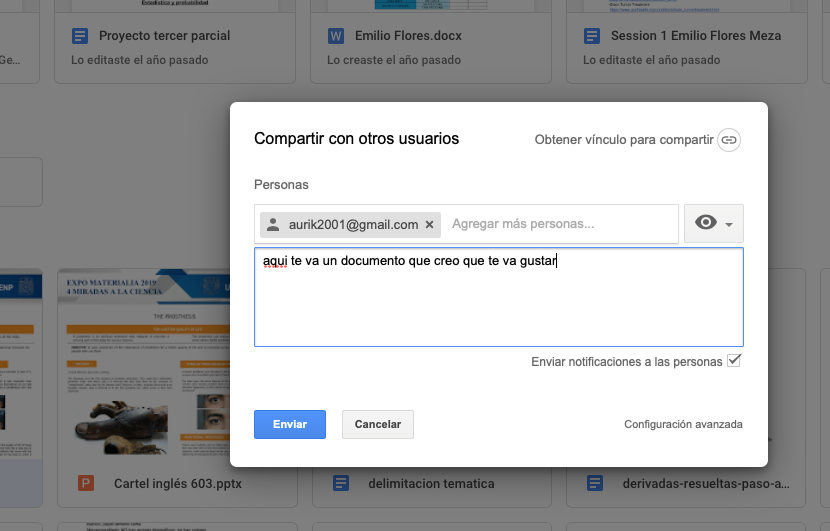 Estadística y probabilidad
Proyecto tercer parcial
Emilio Flores.docx
Session 1 Emilio Flores Meza
Ge...
Lo editaste el año pasado
Lo creaste el año pasado
Lo editaste el año pasado
Compartir con otros usuarios
Obtener vínculo para compartir
Personas
aurik2001@gmail.com ×
Agregar más personas...
aqui te va un documento que creo que te va gustar
Enviar notificaciones a las personas
Enviar
Cancelar
Configuración avanzada
ENP
EXPO MATERIALIA 2019
4 MIRADAS A LA CIENCIA
THE PROSTHESIS
P
Cartel inglés 603.pptx
delimitacion tematica
derivadas-resueltas-paso-a...
W